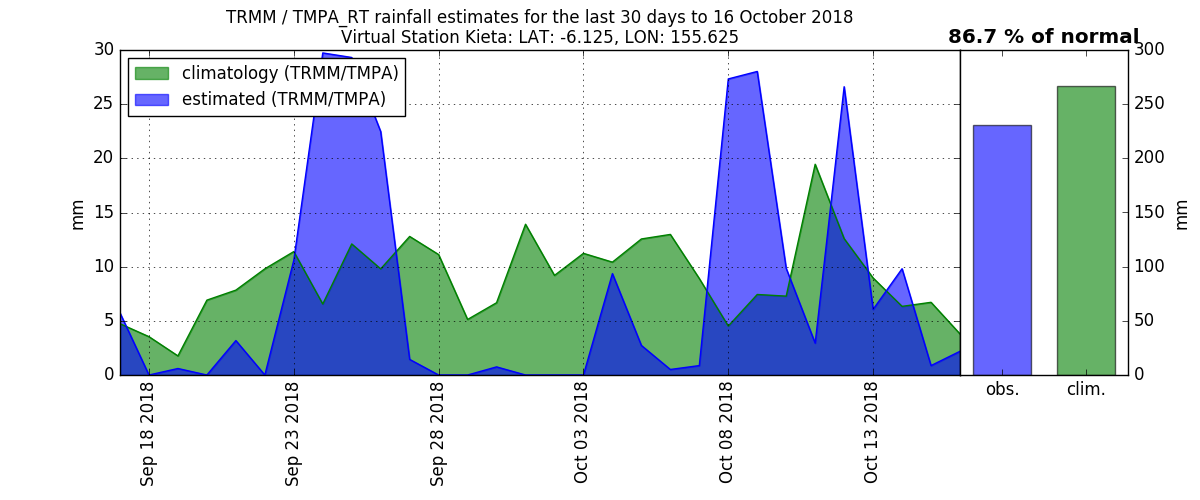 TRMM / TMPA_RT rainfall estimates for the last 30 days to 16 October 2018
Virtual Station Kieta: LAT: -6.125, LON: 155.625
86.7 % of normal
climatology (TRMM/TMPA)
estimated (TRMM/TMPA)
30
25
20
15
10
5
0
mm
Sep 18 2018
Sep 23 2018
Sep 28 2018
Oct 03 2018
Oct 08 2018
Oct 13 2018
obs.
clim.
300
250
200
150
100
50
0
mm